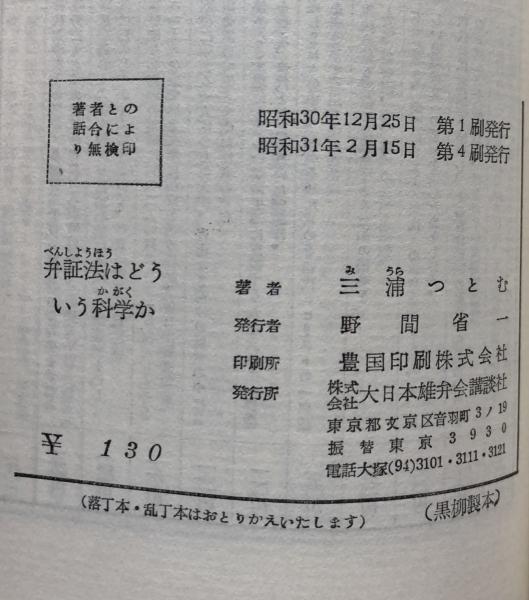 著者との
話合によ
り無検印
昭和30年12月25日 第1刷発行
昭和31年2月15日 第4刷発行
べんしようほう
弁証法はどう
かがく
いう科学か
み うら
著者 三浦つとむ
発行者 野間省一
印刷所 豊国印刷株式会社
発行所 株式会社 大日本雄弁会講談社
東京都文京区音羽町3ノ19
振替東京3930
電話大塚(94)3101・3111・3121
¥ 130
(落丁本・乱丁本はおとりかえいたします)
(黒柳製本)